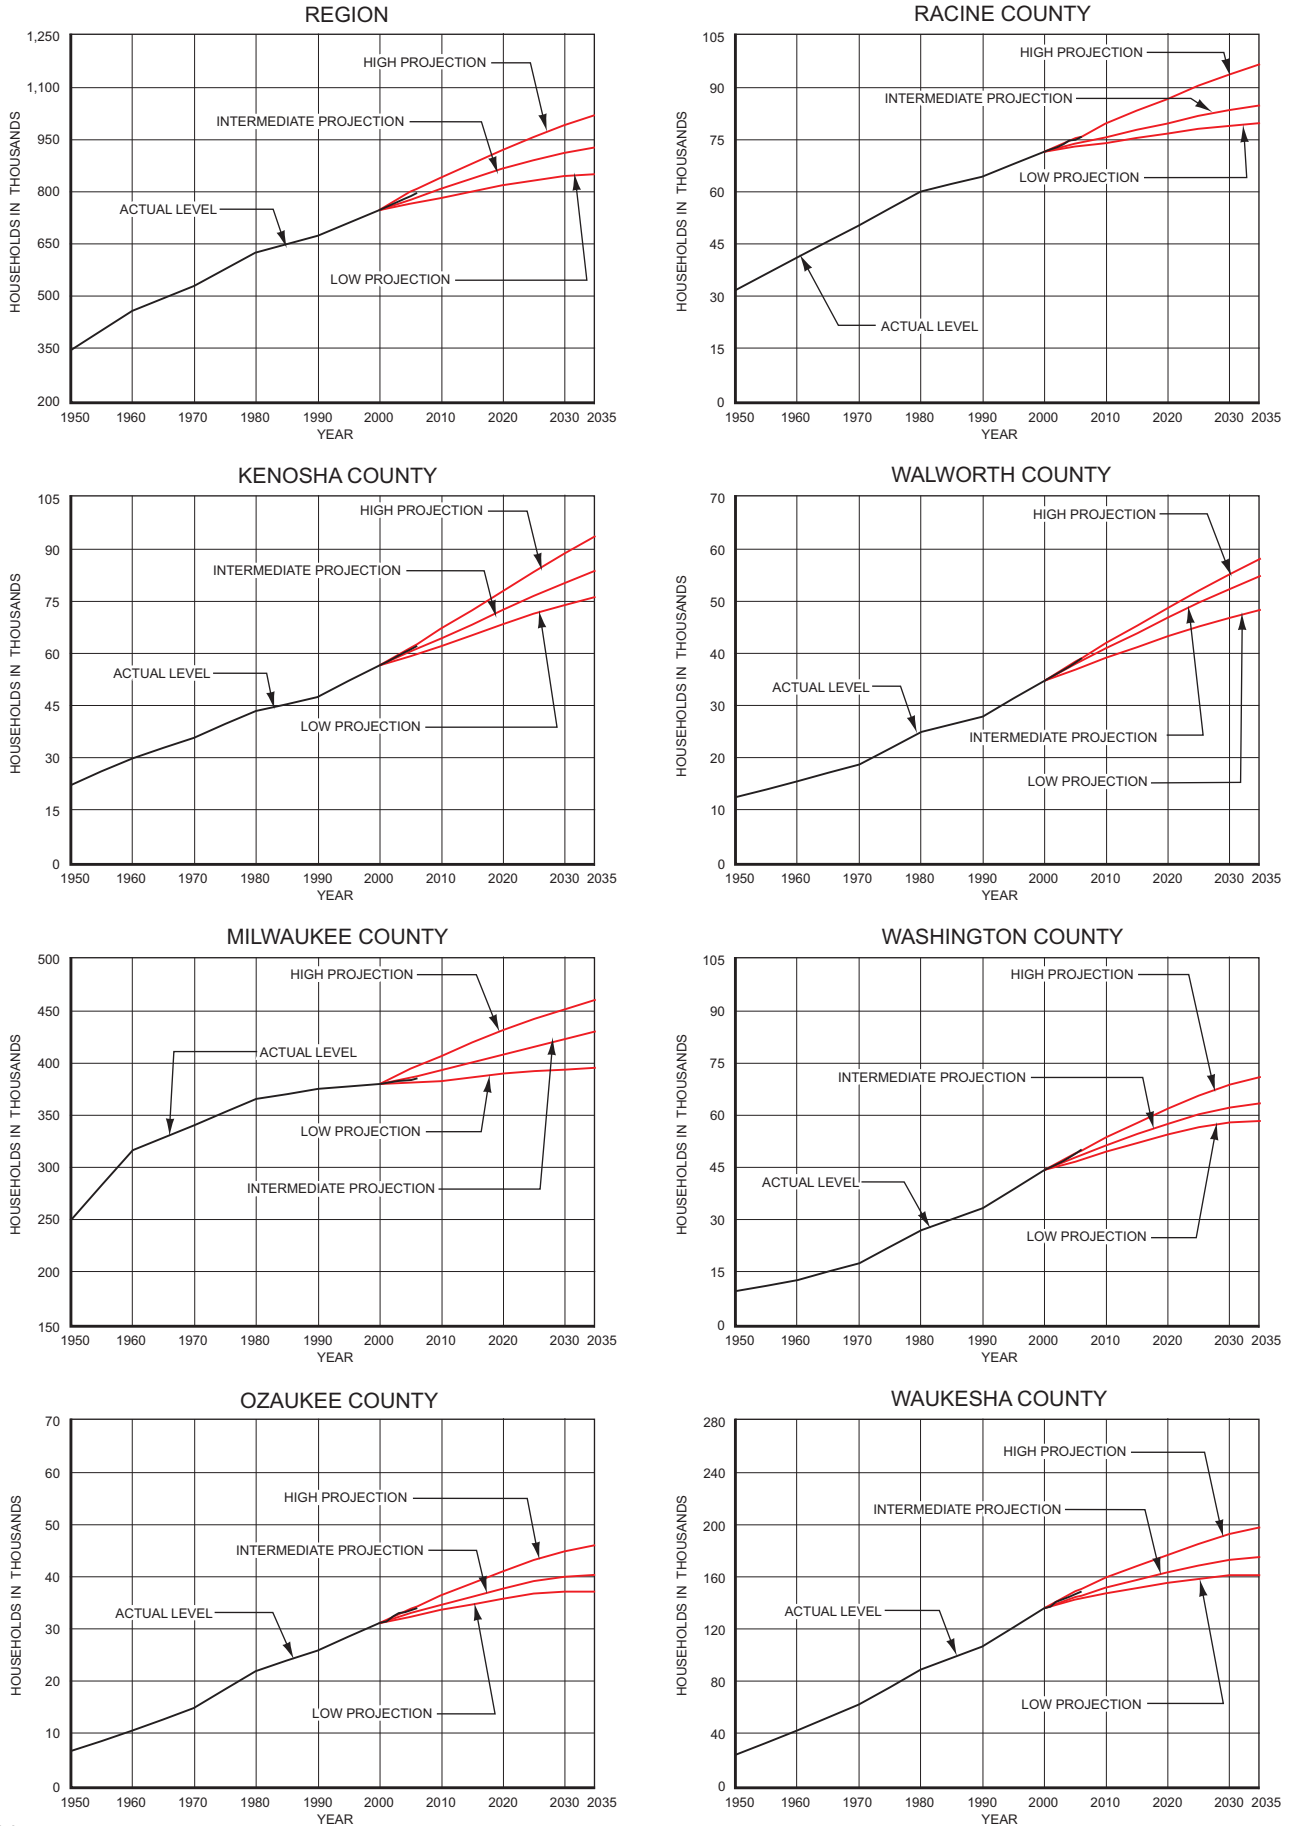 REGION
1,250
1,100
950
800
650
500
350
200
HOUSEHOLDS IN THOUSANDS
HIGH PROJECTION
INTERMEDIATE PROJECTION
ACTUAL LEVEL
LOW PROJECTION
1950 1960 1970 1980 1990 2000 2010 2020 2030 2035
YEAR
RACINE COUNTY
105
90
75
60
45
30
15
0
HOUSEHOLDS IN THOUSANDS
HIGH PROJECTION
INTERMEDIATE PROJECTION
LOW PROJECTION
ACTUAL LEVEL
1950 1960 1970 1980 1990 2000 2010 2020 2030 2035
YEAR
KENOSHA COUNTY
105
90
75
60
45
30
15
0
HOUSEHOLDS IN THOUSANDS
HIGH PROJECTION
INTERMEDIATE PROJECTION
ACTUAL LEVEL
LOW PROJECTION
1950 1960 1970 1980 1990 2000 2010 2020 2030 2035
YEAR
WALWORTH COUNTY
70
60
50
40
30
20
10
0
HOUSEHOLDS IN THOUSANDS
HIGH PROJECTION
ACTUAL LEVEL
INTERMEDIATE PROJECTION
LOW PROJECTION
1950 1960 1970 1980 1990 2000 2010 2020 2030 2035
YEAR
MILWAUKEE COUNTY
500
450
400
350
300
250
200
150
HOUSEHOLDS IN THOUSANDS
HIGH PROJECTION
ACTUAL LEVEL
LOW PROJECTION
INTERMEDIATE PROJECTION
1950 1960 1970 1980 1990 2000 2010 2020 2030 2035
YEAR
WASHINGTON COUNTY
105
90
75
60
45
30
15
0
HOUSEHOLDS IN THOUSANDS
HIGH PROJECTION
INTERMEDIATE PROJECTION
ACTUAL LEVEL
LOW PROJECTION
1950 1960 1970 1980 1990 2000 2010 2020 2030 2035
YEAR
OZAUKEE COUNTY
70
60
50
40
30
20
10
0
HOUSEHOLDS IN THOUSANDS
HIGH PROJECTION
INTERMEDIATE PROJECTION
ACTUAL LEVEL
LOW PROJECTION
1950 1960 1970 1980 1990 2000 2010 2020 2030 2035
YEAR
WAUKESHA COUNTY
280
240
200
160
120
80
40
0
HOUSEHOLDS IN THOUSANDS
HIGH PROJECTION
INTERMEDIATE PROJECTION
ACTUAL LEVEL
LOW PROJECTION
1950 1960 1970 1980 1990 2000 2010 2020 2030 2035
YEAR